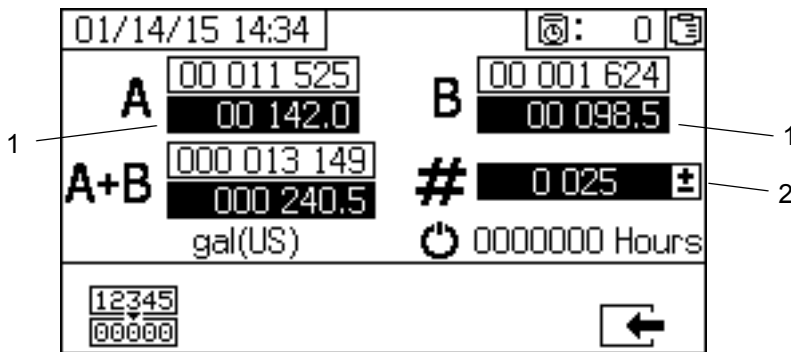 01/14/15 14:34 : 0
A 00 011 525 B 00 001 624
1 00 142.0 00 098.5 1
A+B 000 013 149 # 0 025 ± 2
000 240.5
gal(US) 0000000 Hours
12345
00000